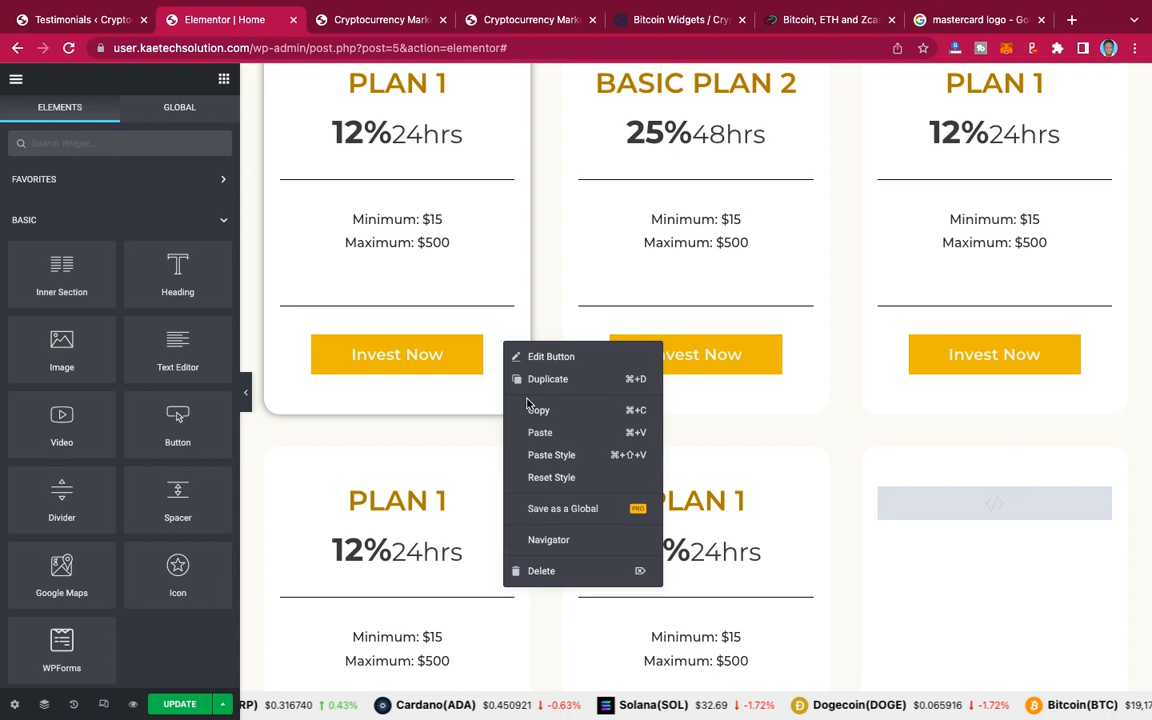 Testimonials ‹ Crypto
Elementor | Home
Cryptocurrency Mark
Cryptocurrency Mark
Bitcoin Widgets / Cry
Bitcoin, ETH and Zcas
mastercard logo - Go
user.kaetechsolution.com/wp-admin/post.php?post=5&action=elementor#
ELEMENTS
GLOBAL
Search Widget...
FAVORITES
BASIC
Inner Section
Heading
Image
Text Editor
Video
Button
Divider
Spacer
Google Maps
Icon
WPForms
UPDATE
PLAN 1
12%24hrs
Minimum: $15
Maximum: $500
Invest Now
BASIC PLAN 2
25%48hrs
Minimum: $15
Maximum: $500
vest Now
PLAN 1
12%24hrs
Minimum: $15
Maximum: $500
Invest Now
Edit Button
Duplicate ⌘+D
Copy ⌘+C
Paste ⌘+V
Paste Style ⌘+⇧+V
Reset Style
Save as a Global PRO
Navigator
Delete
PLAN 1
12%24hrs
Minimum: $15
Maximum: $500
LAN 1
%24hrs
Minimum: $15
Maximum: $500
RP) $0.316740 ↑ 0.43% Cardano(ADA) $0.450921 ↓ -0.63% Solana(SOL) $32.69 ↓ -1.72% Dogecoin(DOGE) $0.065916 ↓ -1.72% Bitcoin(BTC) $19,17